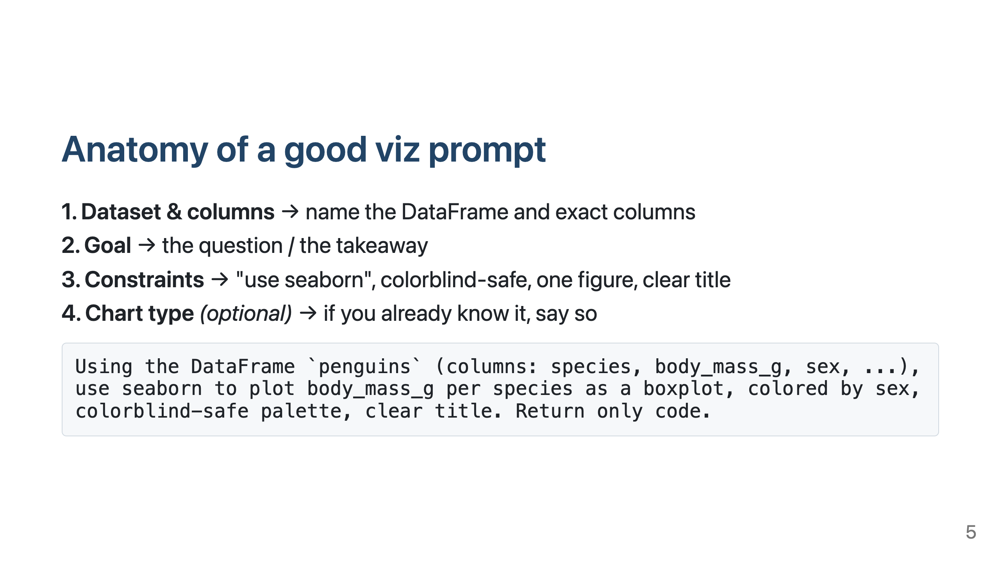 Anatomy of a good viz prompt
1. Dataset & columns → name the DataFrame and exact columns
2. Goal → the question / the takeaway
3. Constraints → "use seaborn", colorblind-safe, one figure, clear title
4. Chart type (optional) → if you already know it, say so
Using the DataFrame `penguins` (columns: species, body_mass_g, sex, ...),
use seaborn to plot body_mass_g per species as a boxplot, colored by sex,
colorblind-safe palette, clear title. Return only code.
5